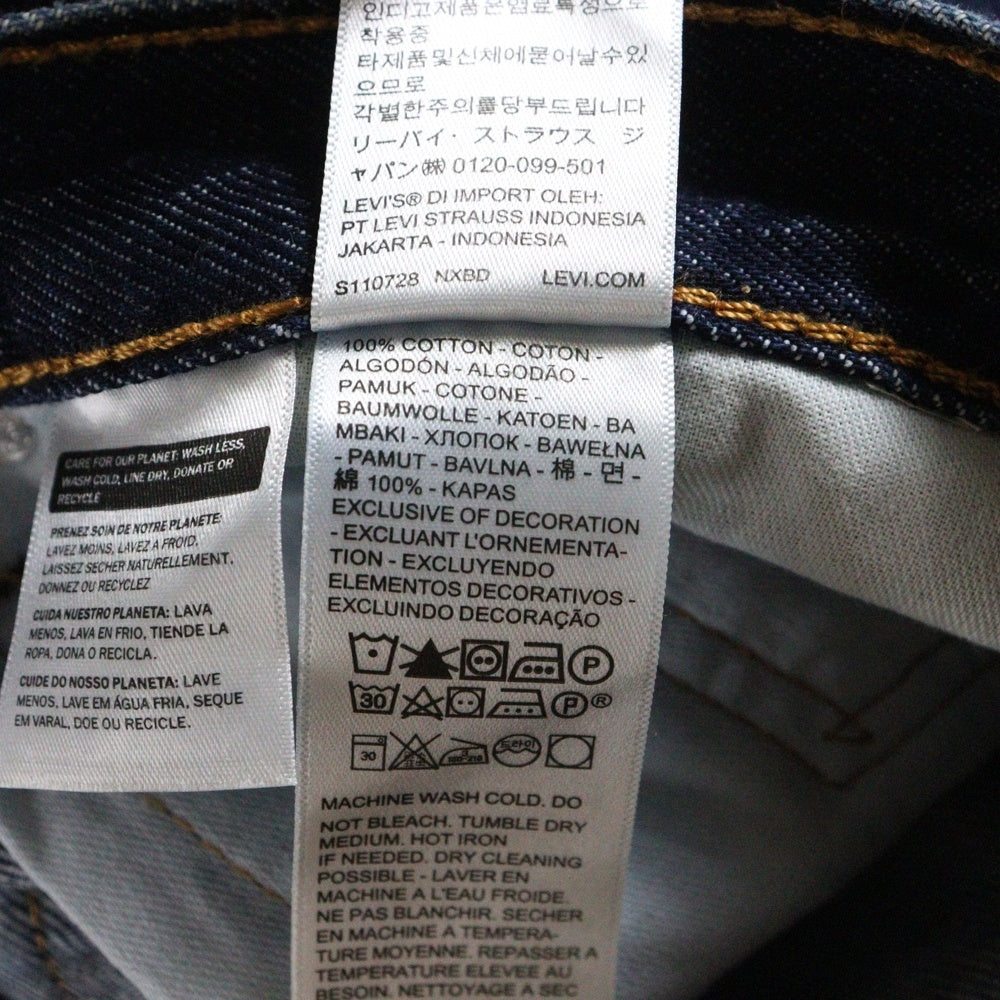 인디고제품은염료특성으로
착용중
타제품및신체에묻어날수있
으므로
각별한주의를당부드립니다
リーバイ・ストラウス ジ
ャパン㈱ 0120-099-501
LEVI'S® DI IMPORT OLEH:
PT LEVI STRAUSS INDONESIA
JAKARTA - INDONESIA
S110728 NXBD LEVI.COM
100% COTTON - COTON -
ALGODÓN - ALGODÃO -
PAMUK - COTONE -
BAUMWOLLE - KATOEN - BA
MBAKI - ХЛОПОК - BAWEŁNA
- PAMUT - BAVLNA - 棉 - 면 -
綿 100% - KAPAS
EXCLUSIVE OF DECORATION
- EXCLUANT L'ORNEMENTA-
TION - EXCLUYENDO
ELEMENTOS DECORATIVOS -
EXCLUINDO DECORAÇÃO
P
30 P®
30 드라이
MACHINE WASH COLD. DO
NOT BLEACH. TUMBLE DRY
MEDIUM. HOT IRON
IF NEEDED. DRY CLEANING
POSSIBLE - LAVER EN
MACHINE A L'EAU FROIDE.
NE PAS BLANCHIR. SECHER
EN MACHINE A TEMPERA-
TURE MOYENNE. REPASSER A
TEMPERATURE ELEVEE AU
BESOIN. NETTOYAGE A SEC
CARE FOR OUR PLANET: WASH LESS,
WASH COLD, LINE DRY, DONATE OR
RECYCLE
PRENEZ SOIN DE NOTRE PLANETE:
LAVEZ MOINS, LAVEZ A FROID,
LAISSEZ SECHER NATURELLEMENT,
DONNEZ OU RECYCLEZ
CUIDA NUESTRO PLANETA: LAVA
MENOS, LAVA EN FRIO, TIENDE LA
ROPA, DONA O RECICLA.
CUIDE DO NOSSO PLANETA: LAVE
MENOS, LAVE EM ÁGUA FRIA, SEQUE
EM VARAL, DOE OU RECICLE.